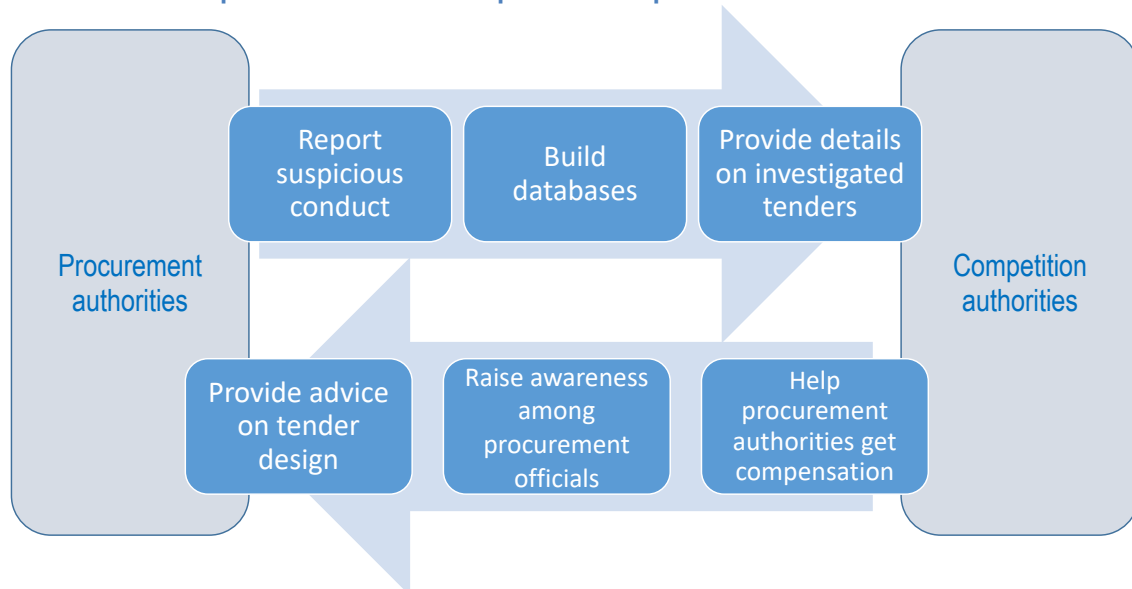 Report
suspicious
conduct
Build
databases
Provide details
on investigated
tenders
Procurement
authorities
Competition
authorities
Provide advice
on tender
design
Raise awareness
among
procurement
officials
Help
procurement
authorities get
compensation